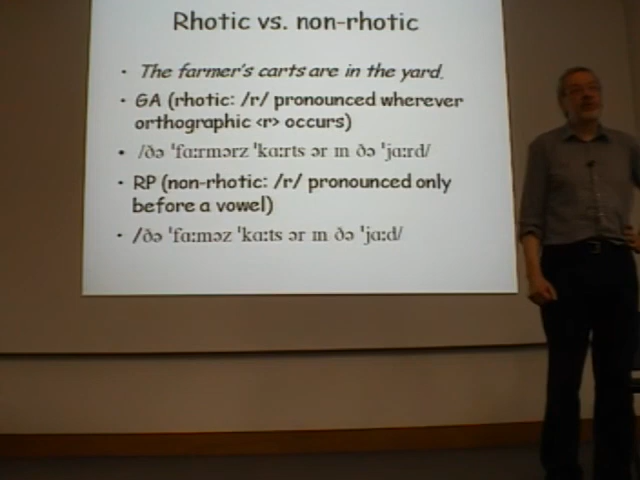 Rhotic vs. non-rhotic
• The farmer's carts are in the yard.
• GA (rhotic: /r/ pronounced wherever
orthographic <r> occurs)
• /ðə ˈfɑːrmərz ˈkɑːrts ər ɪn ðə ˈjɑːrd/
• RP (non-rhotic: /r/ pronounced only
before a vowel)
• /ðə ˈfɑːməz ˈkɑːts ər ɪn ðə ˈjɑːd/